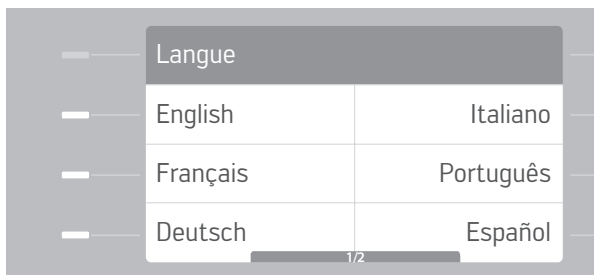 Langue
English Italiano
Français Português
Deutsch Español
1/2